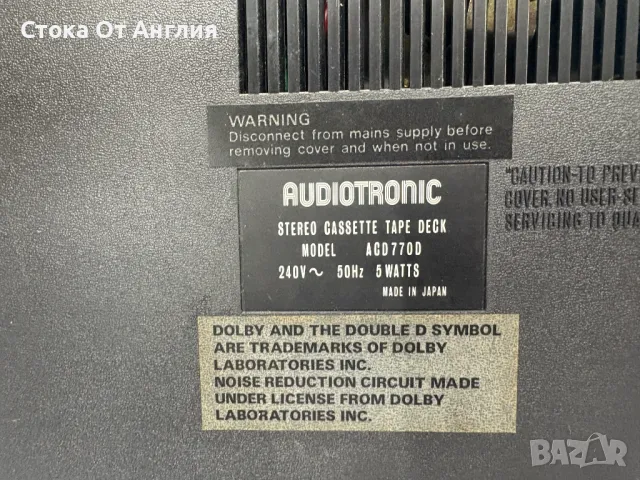 Стока От Англия
WARNING
Disconnect from mains supply before
removing cover and when not in use.
AUDIOTRONIC
STEREO CASSETTE TAPE DECK
MODEL ACD770D
240V~ 50Hz 5WATTS
MADE IN JAPAN
"CAUTION-TO PREV
COVER. NO USER-SE
SERVICING TO QUA
DOLBY AND THE DOUBLE D SYMBOL
ARE TRADEMARKS OF DOLBY
LABORATORIES INC.
NOISE REDUCTION CIRCUIT MADE
UNDER LICENSE FROM DOLBY
LABORATORIES INC.
BAZAR